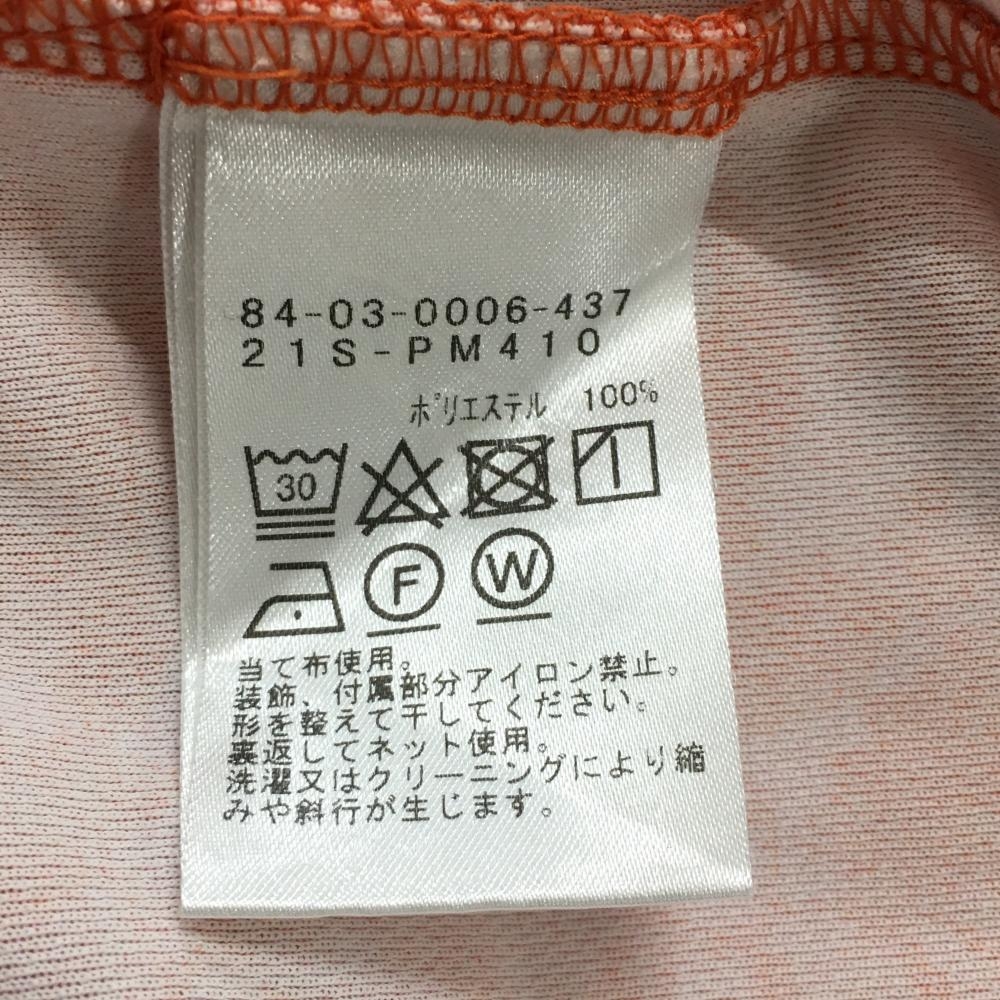 84-03-0006-437
21S-PM410
ﾎﾟﾘｴｽﾃﾙ 100%
30
F W
当て布使用。
装飾、付属部分アイロン禁止。
形を整えて干してください。
裏返してネット使用。
洗濯又はクリーニングにより縮
みや斜行が生じます。